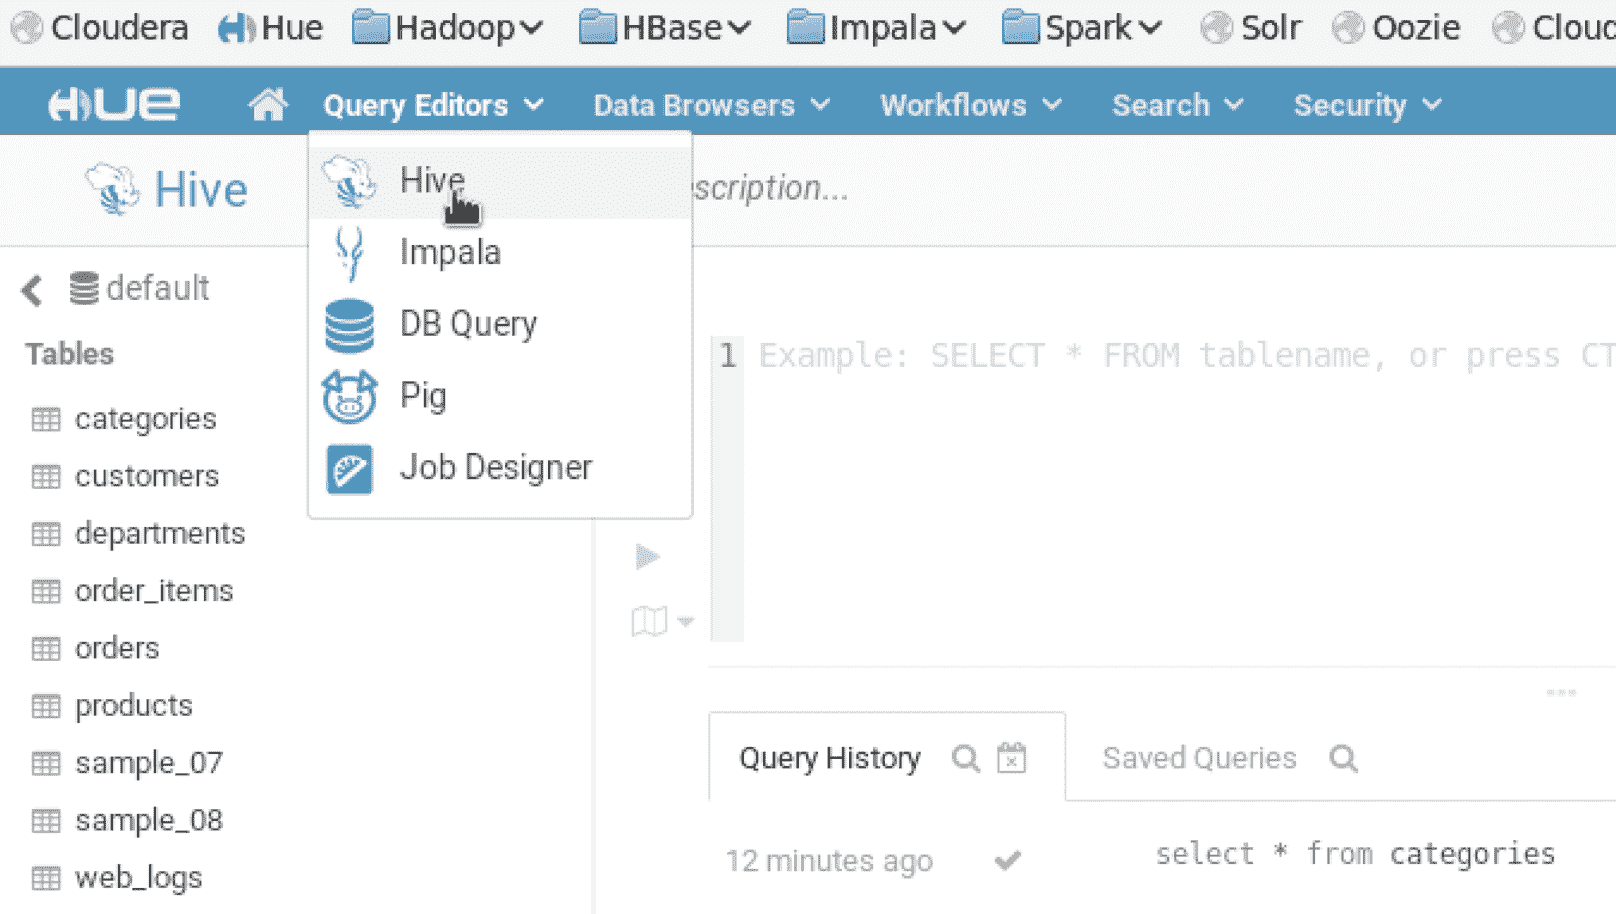 Cloudera Hue Hadoop HBase Impala Spark Solr Oozie Cloud
HUE Query Editors Data Browsers Workflows Search Security
Hive
Hive
scription...
Impala
DB Query
Pig
Job Designer
default
Tables
categories
customers
departments
order_items
orders
products
sample_07
sample_08
web_logs
1 Example: SELECT * FROM tablename, or press CT
Query History Saved Queries
12 minutes ago select * from categories